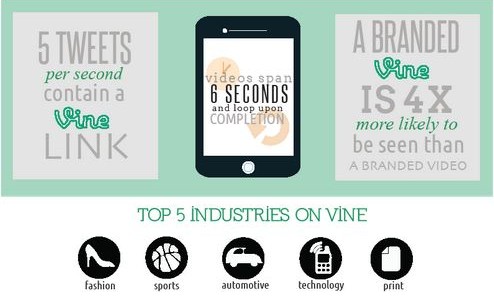 5 TWEETS
per second
contain a
Vine
LINK
videos span
6 SECONDS
and loop upon
COMPLETION
A BRANDED
Vine
IS 4X
more likely to
be seen than
A BRANDED VIDEO
TOP 5 INDUSTRIES ON VINE
fashion sports automotive technology print